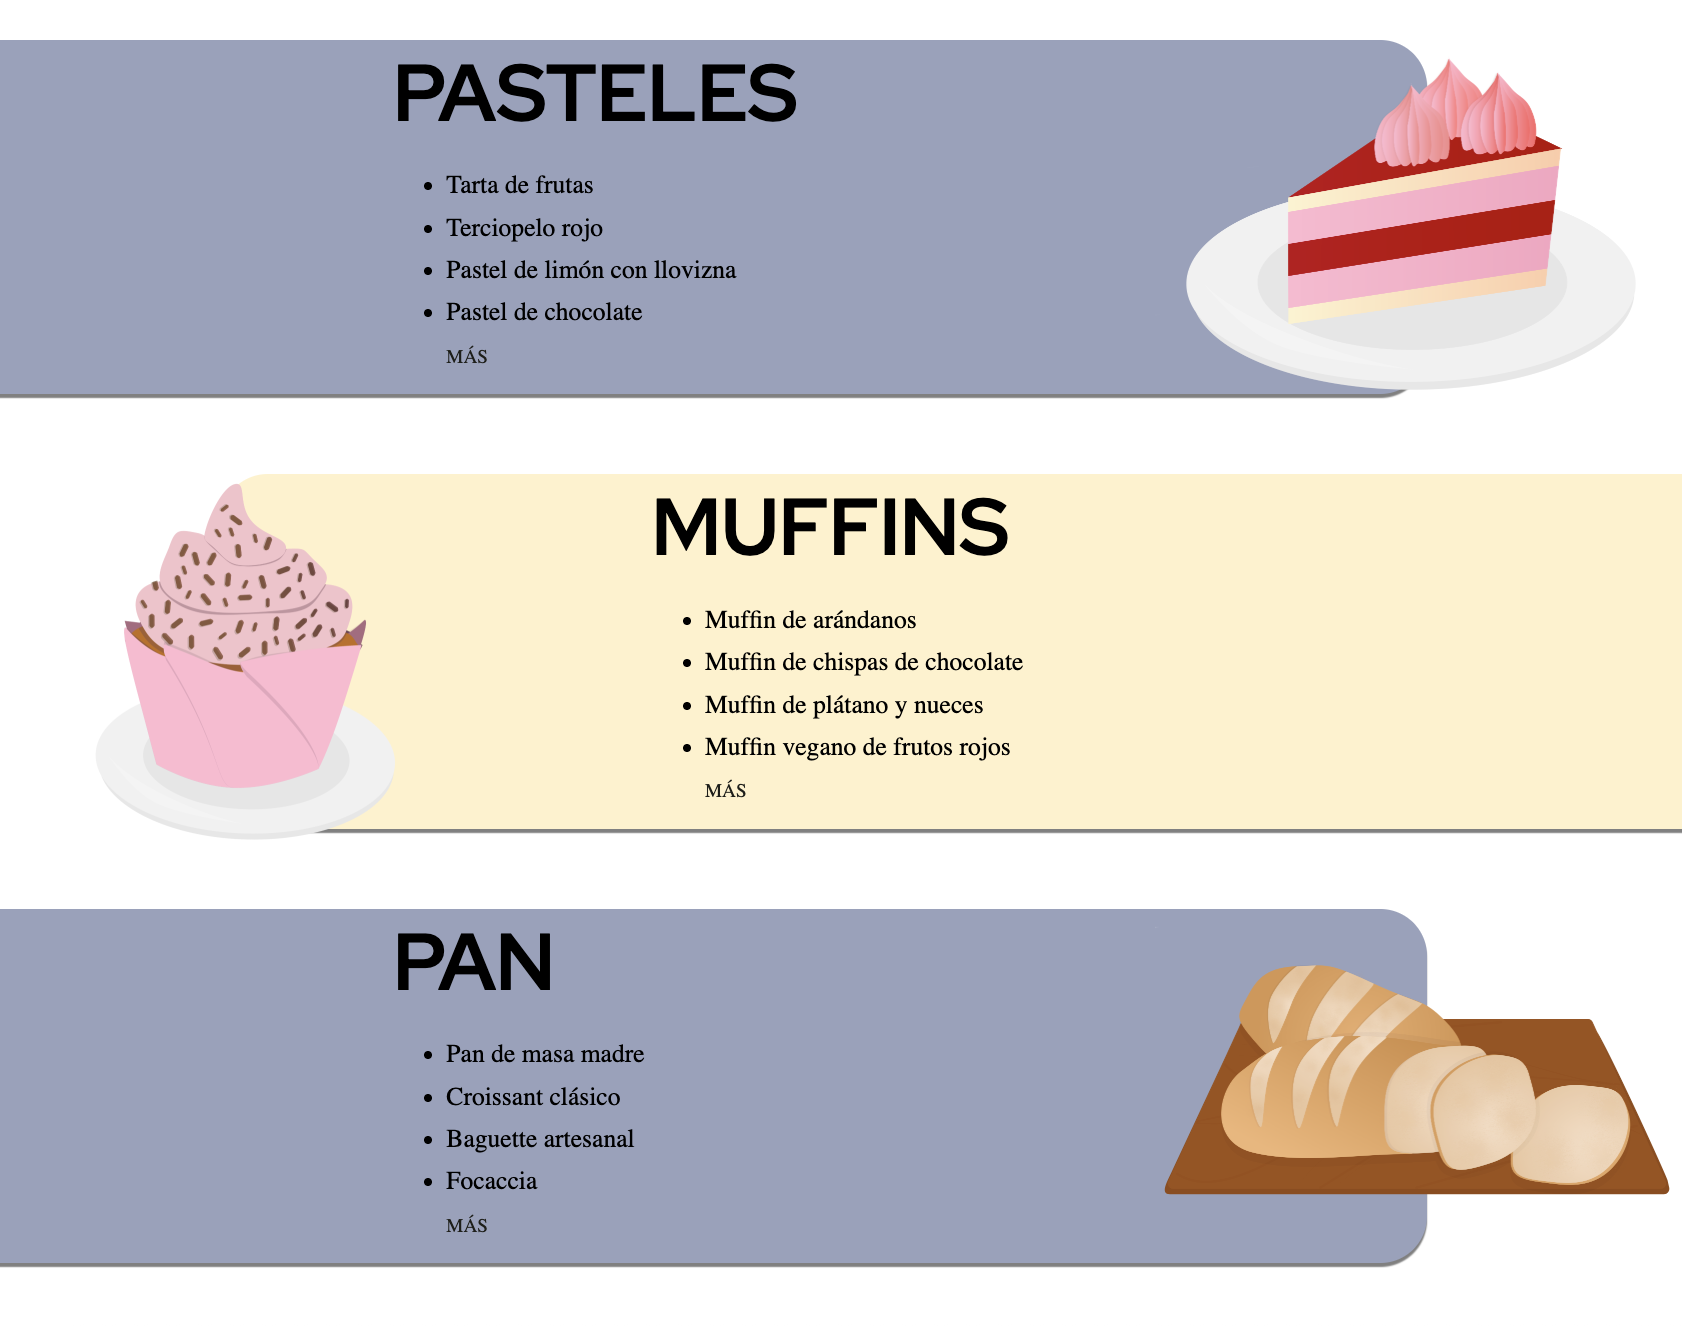 PASTELES
Tarta de frutas
Terciopelo rojo
Pastel de limón con llovizna
Pastel de chocolate
MÁS
MUFFINS
Muffin de arándanos
Muffin de chispas de chocolate
Muffin de plátano y nueces
Muffin vegano de frutos rojos
MÁS
PAN
Pan de masa madre
Croissant clásico
Baguette artesanal
Focaccia
MÁS